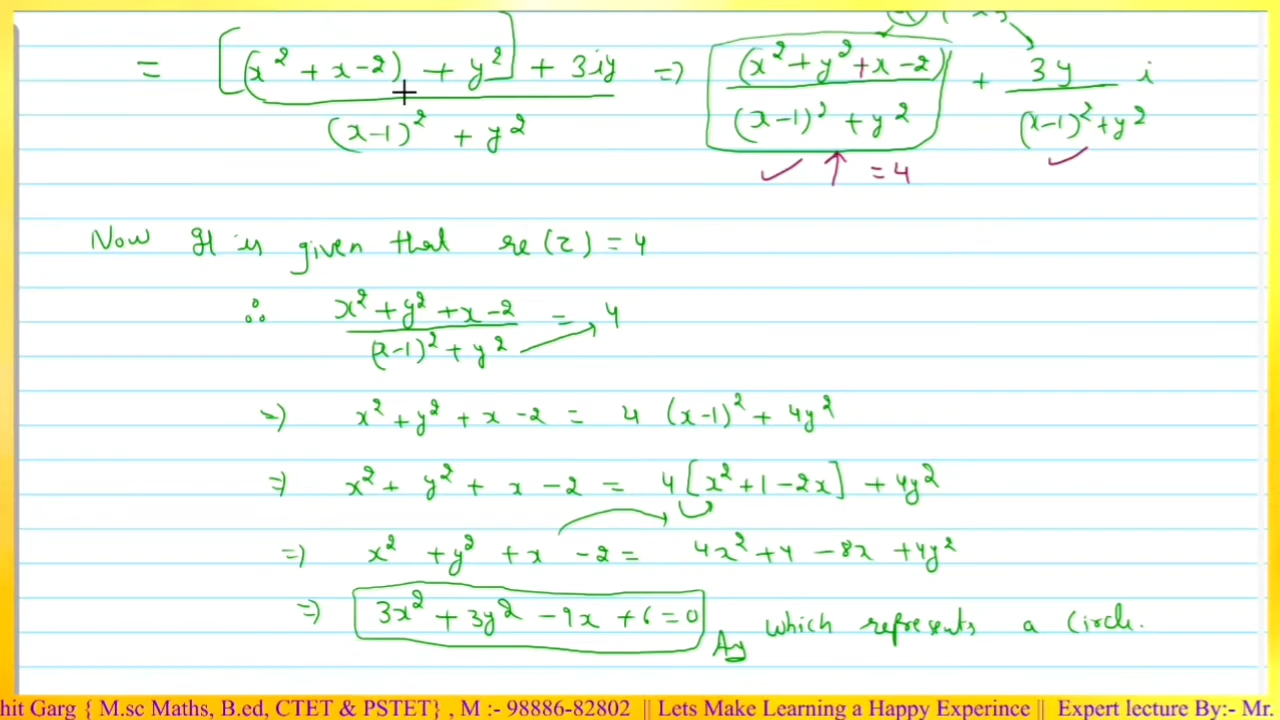 = [(x² + x-2) + y²] + 3iy / (x-1)² + y² => (x² + y² + x - 2) / (x-1)² + y² + 3y / (x-1)² + y² i
= 4
Now It is given that re(z) = 4
∴ x² + y² + x - 2 / (x-1)² + y² = 4
=> x² + y² + x - 2 = 4 (x-1)² + 4y²
=> x² + y² + x - 2 = 4[x² + 1 - 2x] + 4y²
=> x² + y² + x - 2 = 4x² + 4 - 8x + 4y²
=> 3x² + 3y² - 9x + 6 = 0 Ay which represents a circle.
hit Garg { M.sc Maths, B.ed, CTET & PSTET} , M :- 98886-82802 || Lets Make Learning a Happy Experince || Expert lecture By:- Mr.